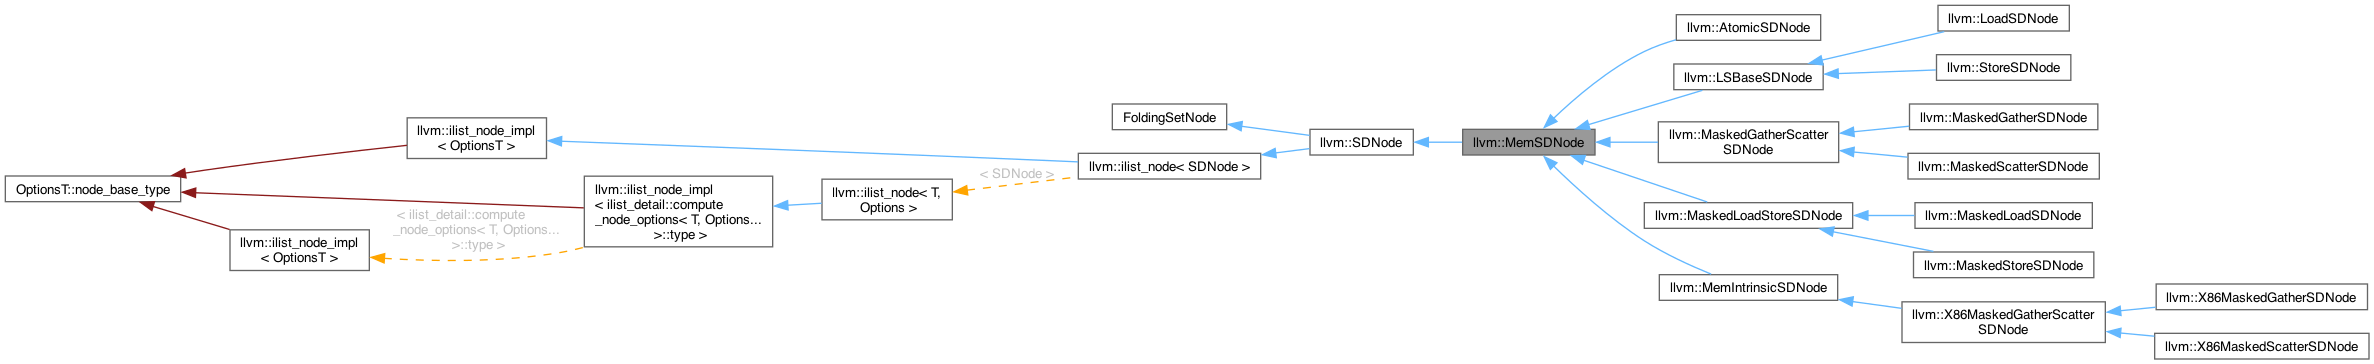 OptionsT::node_base_type
llvm::ilist_node_impl
< OptionsT >
llvm::ilist_node_impl
< OptionsT >
< ilist_detail::compute
_node_options< T, Options...
>::type >
llvm::ilist_node_impl
< ilist_detail::compute
_node_options< T, Options...
>::type >
llvm::ilist_node< T,
Options >
< SDNode >
FoldingSetNode
llvm::ilist_node< SDNode >
llvm::SDNode
llvm::MemSDNode
llvm::AtomicSDNode
llvm::LSBaseSDNode
llvm::MaskedGatherScatter
SDNode
llvm::MaskedLoadStoreSDNode
llvm::MemIntrinsicSDNode
llvm::LoadSDNode
llvm::StoreSDNode
llvm::MaskedGatherSDNode
llvm::MaskedScatterSDNode
llvm::MaskedLoadSDNode
llvm::MaskedStoreSDNode
llvm::X86MaskedGatherScatter
SDNode
llvm::X86MaskedGatherSDNode
llvm::X86MaskedScatterSDNode